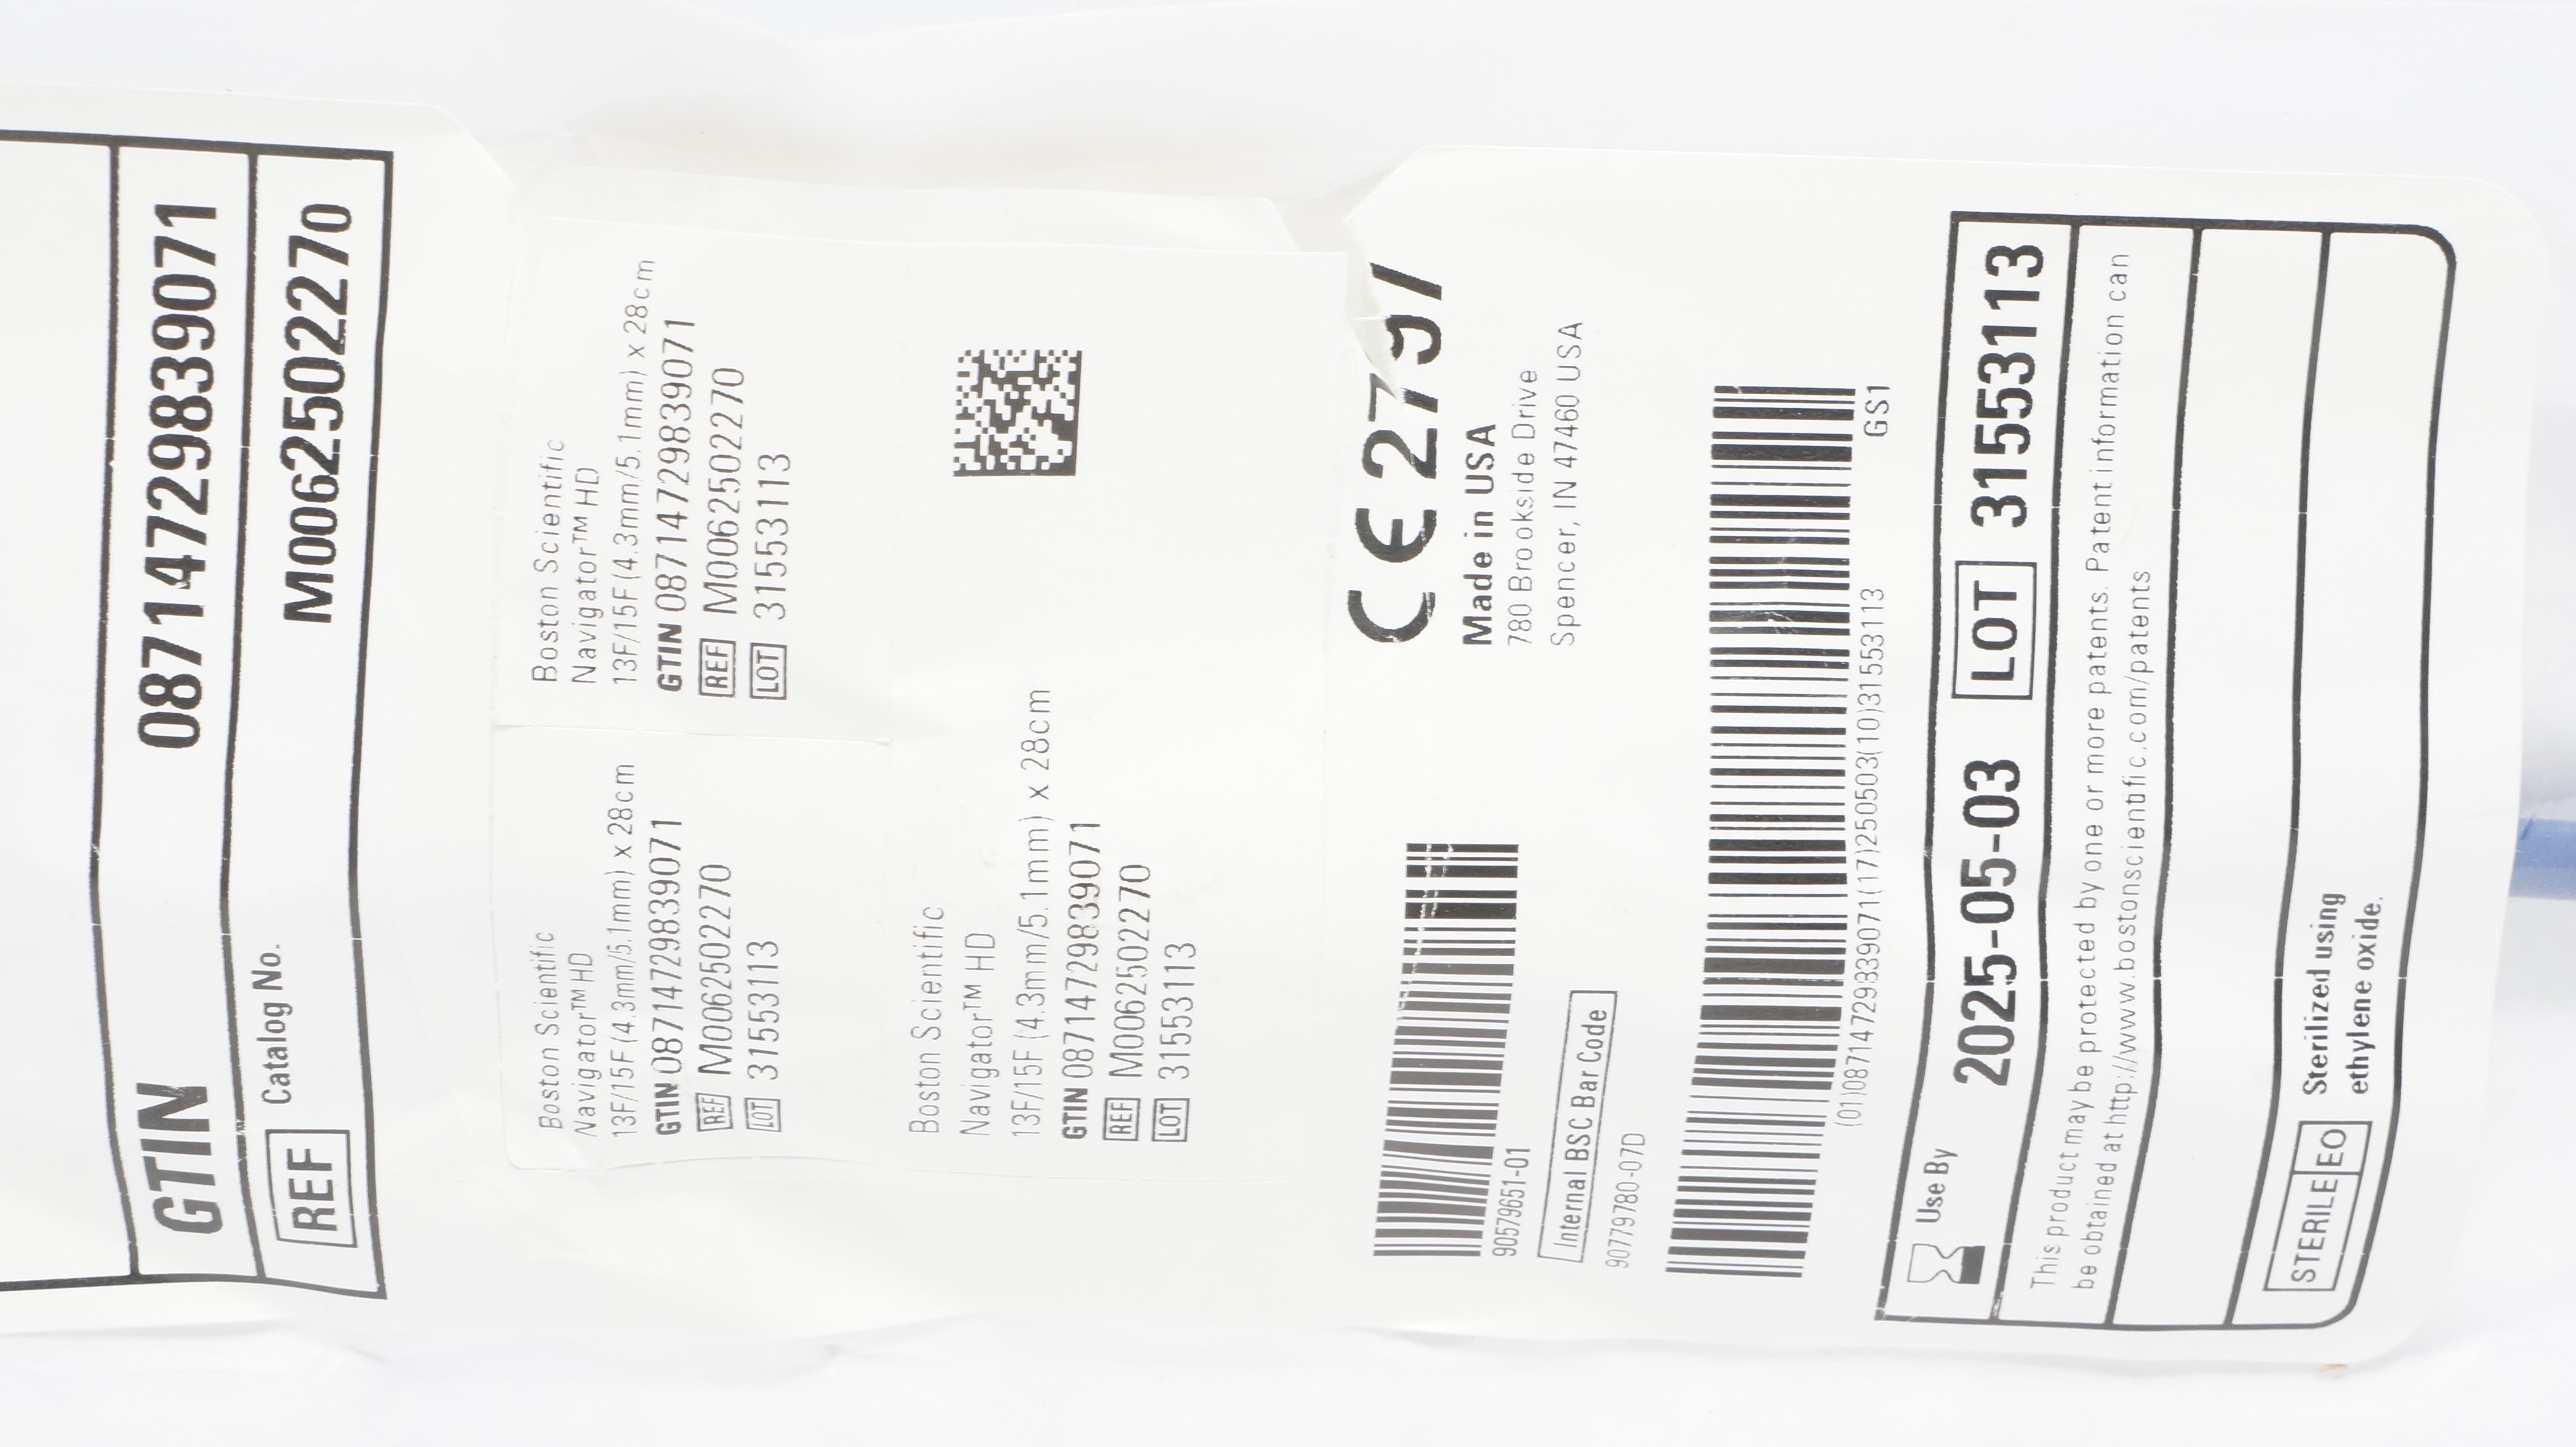 GTIN 08714729839071
REF Catalog No. M0062502270
Boston Scientific
Navigator™ HD
13F/15F (4.3mm/5.1mm) x 28cm
GTIN 08714729839071
REF M0062502270
LOT 31553113
Boston Scientific
Navigator™ HD
13F/15F (4.3mm/5.1mm) x 28cm
GTIN 08714729839071
REF M0062502270
LOT 31553113
Boston Scientific
Navigator™ HD
13F/15F (4.3mm/5.1mm) x 28cm
GTIN 08714729839071
REF M0062502270
LOT 31553113
CE
Made in USA
780 Brookside Drive
Spencer, IN 47460 USA
90579651-01
Internal BSC Bar Code
90779780-07D
GS1
(01)08714729839071(17)250503(10)31553113
Use By 2025-05-03 LOT 31553113
This product may be protected by one or more patents. Patent information can
be obtained at http://www.bostonscientific.com/patents
STERILE EO Sterilized using
ethylene oxide.